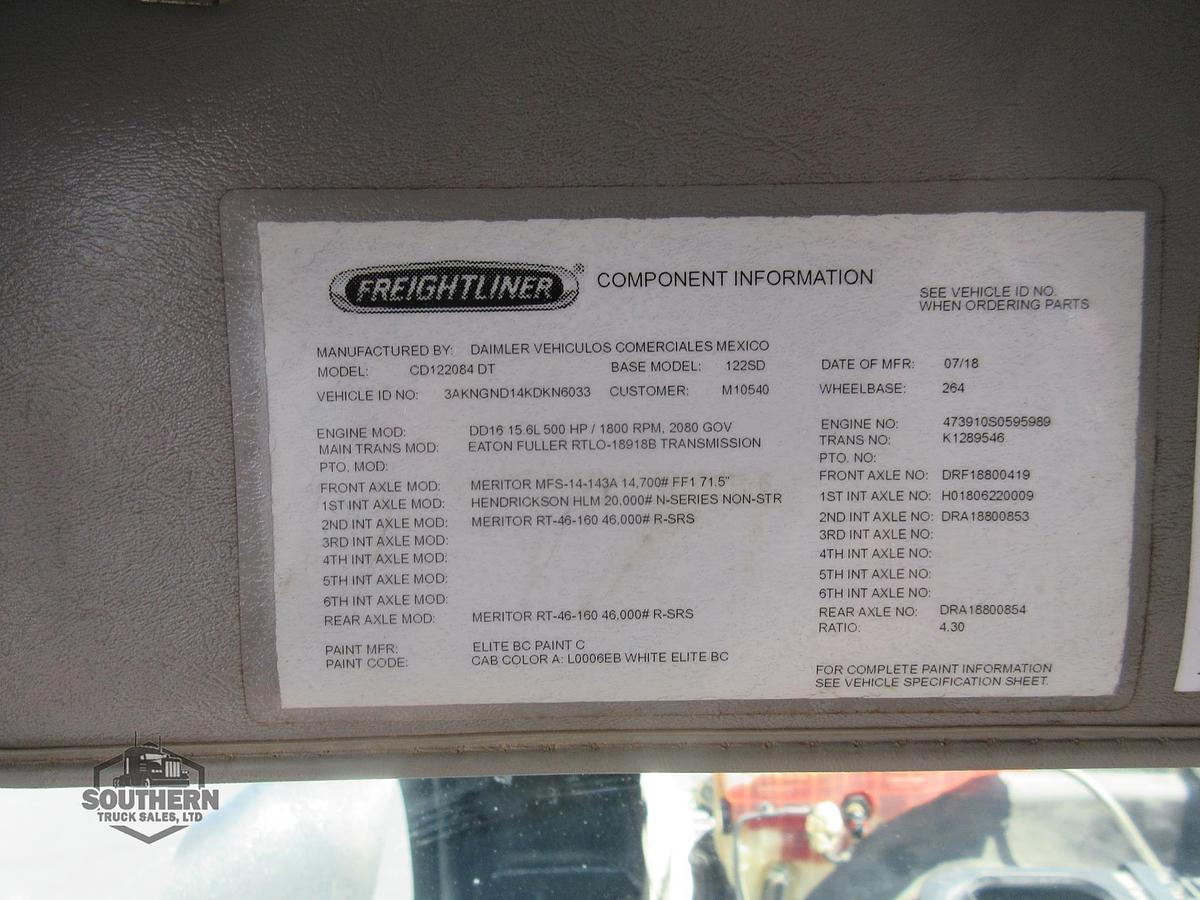 FREIGHTLINER® COMPONENT INFORMATION
SEE VEHICLE ID NO.
WHEN ORDERING PARTS
MANUFACTURED BY: DAIMLER VEHICULOS COMERCIALES MEXICO
MODEL: CD122084 DT BASE MODEL: 122SD DATE OF MFR: 07/18
VEHICLE ID NO: 3AKNGND14KDKN6033 CUSTOMER: M10540 WHEELBASE: 264
ENGINE MOD: DD16 15.6L 500 HP / 1800 RPM, 2080 GOV ENGINE NO: 473910S0595989
MAIN TRANS MOD: EATON FULLER RTLO-18918B TRANSMISSION TRANS NO: K1289546
PTO. MOD: PTO. NO:
FRONT AXLE MOD: MERITOR MFS-14-143A 14,700# FF1 71.5" FRONT AXLE NO: DRF18800419
1ST INT AXLE MOD: HENDRICKSON HLM 20,000# N-SERIES NON-STR 1ST INT AXLE NO: H01806220009
2ND INT AXLE MOD: MERITOR RT-46-160 46,000# R-SRS 2ND INT AXLE NO: DRA18800853
3RD INT AXLE MOD: 3RD INT AXLE NO:
4TH INT AXLE MOD: 4TH INT AXLE NO:
5TH INT AXLE MOD: 5TH INT AXLE NO:
6TH INT AXLE MOD: 6TH INT AXLE NO:
REAR AXLE MOD: MERITOR RT-46-160 46,000# R-SRS REAR AXLE NO: DRA18800854
RATIO: 4.30
PAINT MFR: ELITE BC PAINT C
PAINT CODE: CAB COLOR A: L0006EB WHITE ELITE BC
FOR COMPLETE PAINT INFORMATION
SEE VEHICLE SPECIFICATION SHEET.
SOUTHERN
TRUCK SALES, LTD